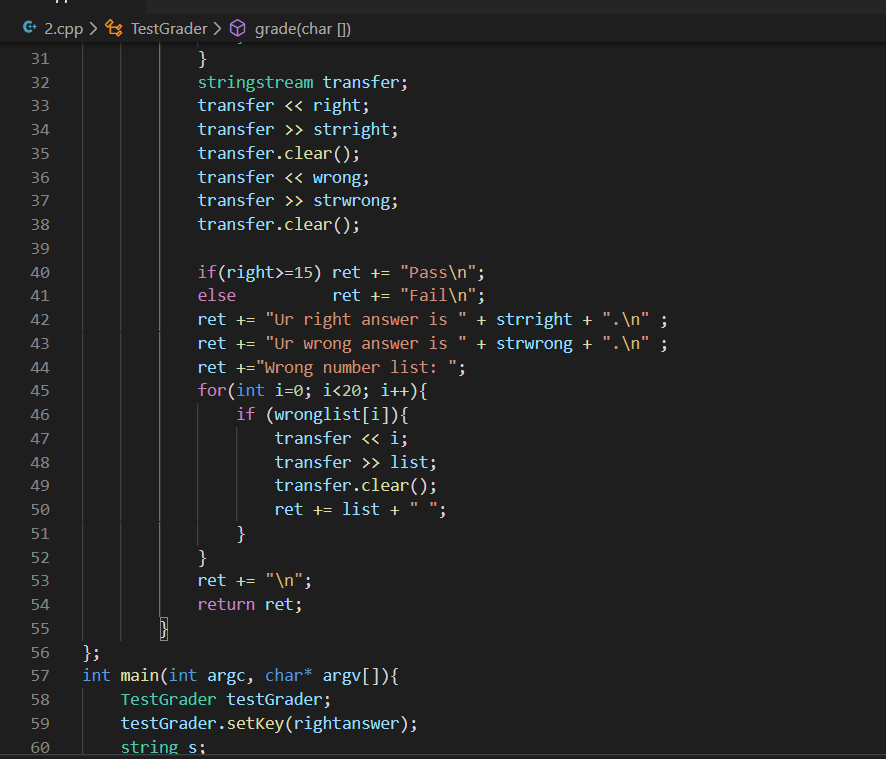 2.cpp > TestGrader > grade(char [])
31 }
32 stringstream transfer;
33 transfer << right;
34 transfer >> strright;
35 transfer.clear();
36 transfer << wrong;
37 transfer >> strwrong;
38 transfer.clear();
39
40 if(right>=15) ret += "Pass\n";
41 else          ret += "Fail\n";
42 ret += "Ur right answer is " + strright + ".\n" ;
43 ret += "Ur wrong answer is " + strwrong + ".\n" ;
44 ret +="Wrong number list: ";
45 for(int i=0; i<20; i++){
46     if (wronglist[i]){
47         transfer << i;
48         transfer >> list;
49         transfer.clear();
50         ret += list + " ";
51     }
52 }
53 ret += "\n";
54 return ret;
55 }
56 };
57 int main(int argc, char* argv[]){
58     TestGrader testGrader;
59     testGrader.setKey(rightanswer);
60     string s;